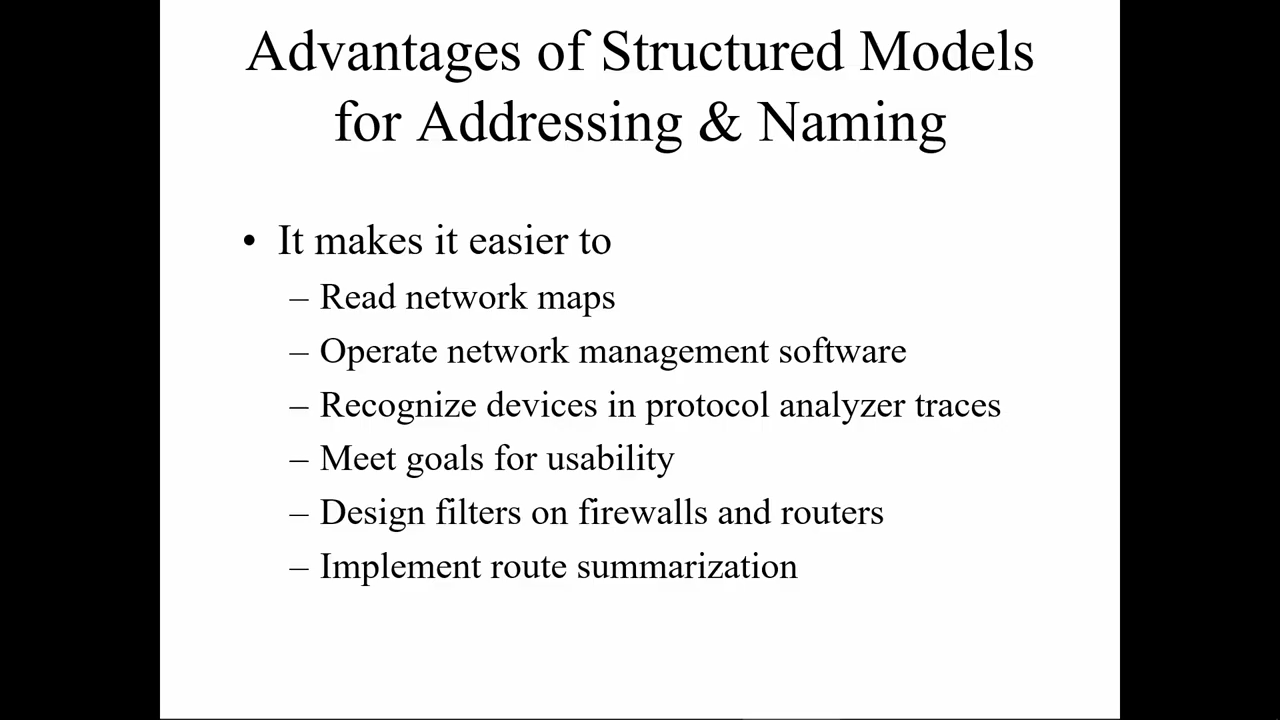 Advantages of Structured Models
for Addressing & Naming
• It makes it easier to
– Read network maps
– Operate network management software
– Recognize devices in protocol analyzer traces
– Meet goals for usability
– Design filters on firewalls and routers
– Implement route summarization